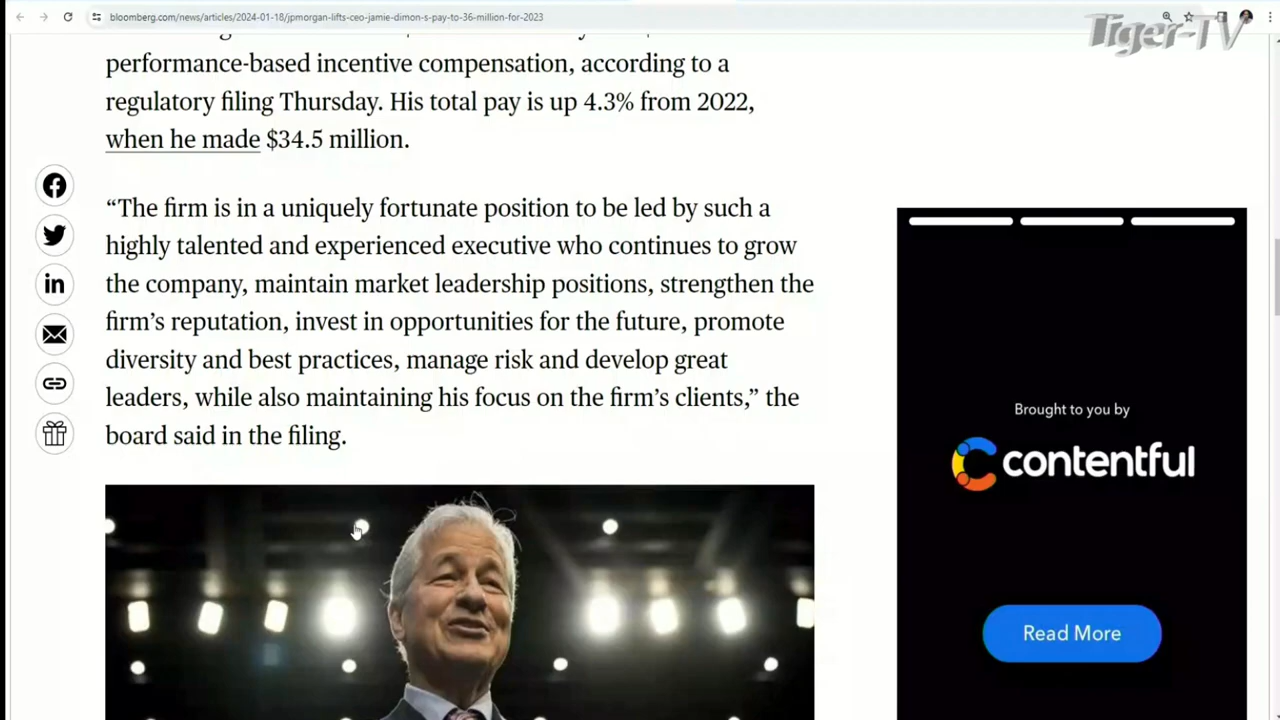 bloomberg.com/news/articles/2024-01-18/jpmorgan-lifts-ceo-jamie-dimon-s-pay-to-36-million-for-2023
Tiger-TV
performance-based incentive compensation, according to a
regulatory filing Thursday. His total pay is up 4.3% from 2022,
when he made $34.5 million.
“The firm is in a uniquely fortunate position to be led by such a
highly talented and experienced executive who continues to grow
the company, maintain market leadership positions, strengthen the
firm’s reputation, invest in opportunities for the future, promote
diversity and best practices, manage risk and develop great
leaders, while also maintaining his focus on the firm’s clients,” the
board said in the filing.
Brought to you by
contentful
Read More